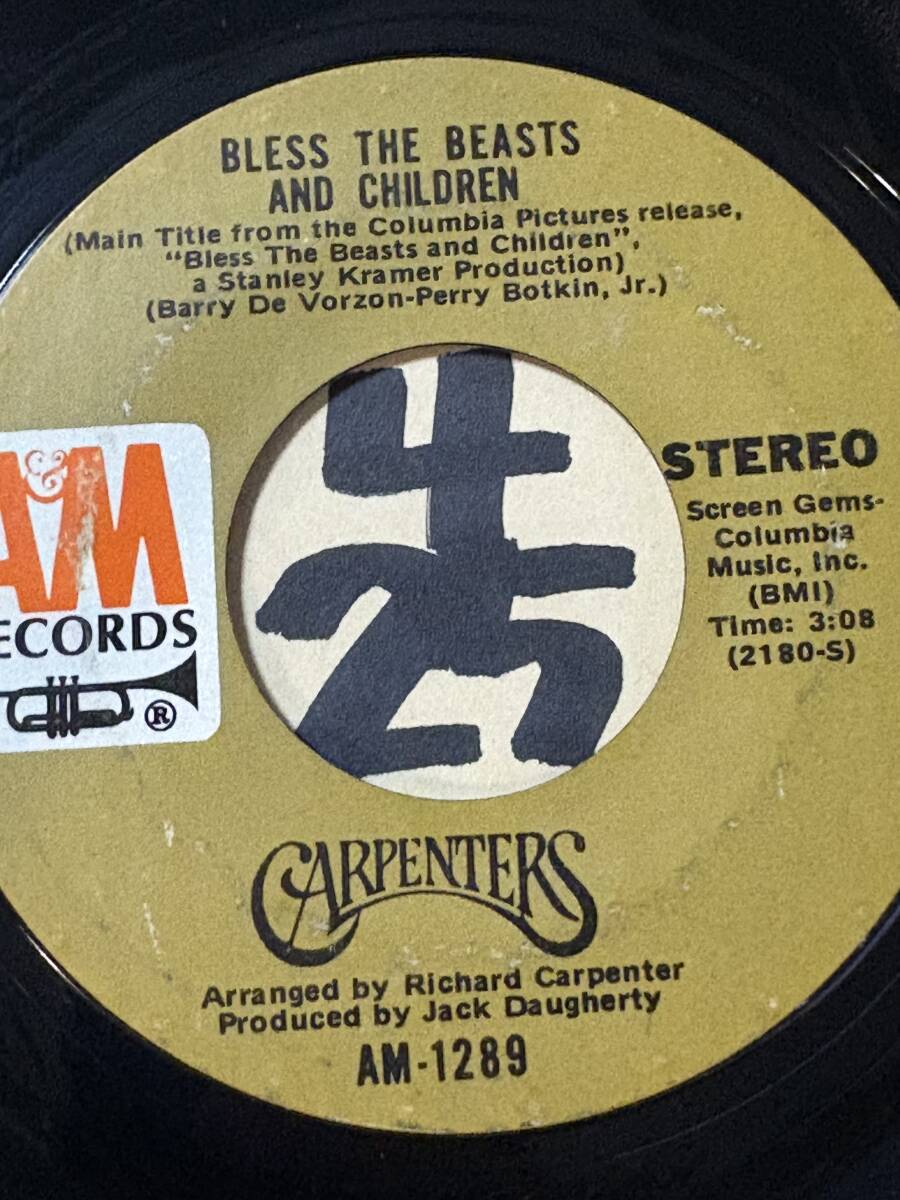 BLESS THE BEASTS
AND CHILDREN
(Main Title from the Columbia Pictures release,
"Bless The Beasts and Children",
a Stanley Kramer Production)
(Barry De Vorzon-Perry Botkin, Jr.)
A&M
RECORDS
®
4
25
STEREO
Screen Gems-
Columbia
Music, Inc.
(BMI)
Time: 3:08
(2180-S)
CARPENTERS
Arranged by Richard Carpenter
Produced by Jack Daugherty
AM-1289